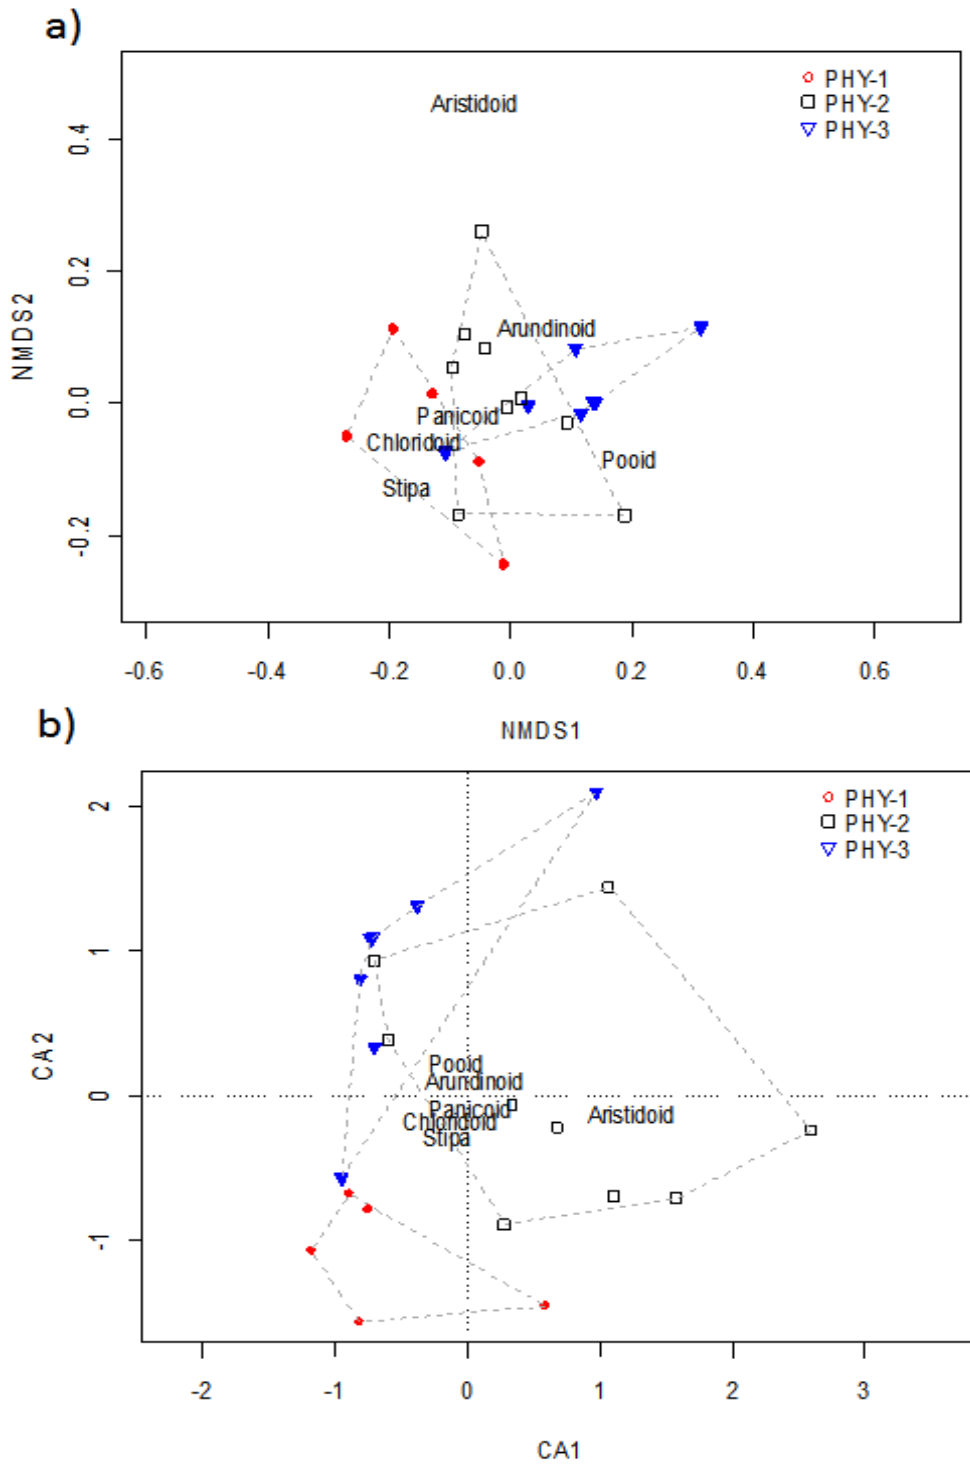 a)
Aristidoid
PHY-1
PHY-2
PHY-3
0.4
0.2
0.0
-0.2
NMDS2
Arundinoid
Panicoid
Chloridoid
Pooid
Stipa
-0.6 -0.4 -0.2 0.0 0.2 0.4 0.6
NMDS1
b)
PHY-1
PHY-2
PHY-3
2
1
0
-1
CA2
Pooid
Arundinoid
Panicoid
Aristidoid
Chloridoid
Stipa
-2 -1 0 1 2 3
CA1